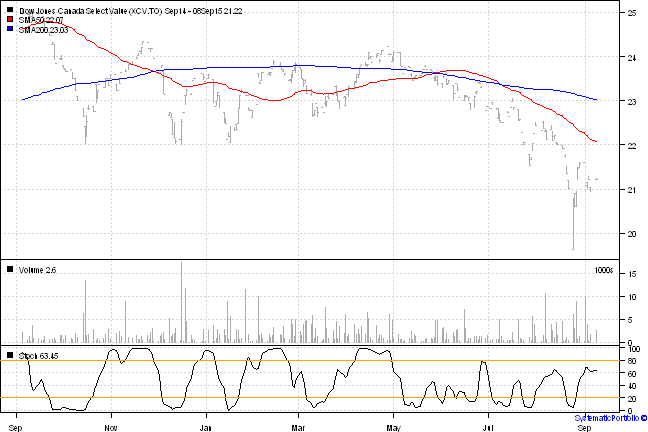 Dow Jones Canada Select Value (XCV.TO) Sep14 - 08Sep15 21.22
SMA50 22.07
SMA200 23.03
25
24
23
22
21
20
Volume 2.6
1000s
15
10
5
0
Stoch 63.45
100
80
60
40
20
0
Sep
Nov
Jan
Mar
May
Jul
Sep
SystematicPortfolio ©